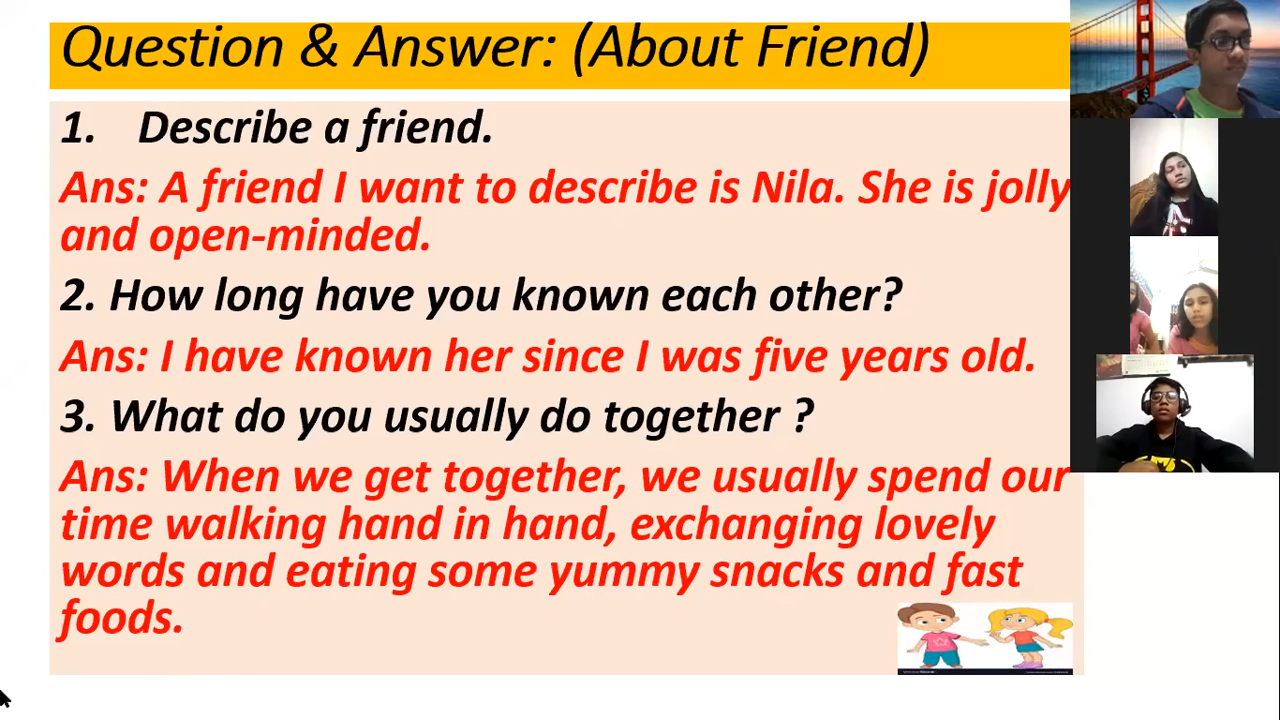 Question & Answer: (About Friend)
1. Describe a friend.
Ans: A friend I want to describe is Nila. She is jolly
and open-minded.
2. How long have you known each other?
Ans: I have known her since I was five years old.
3. What do you usually do together ?
Ans: When we get together, we usually spend our
time walking hand in hand, exchanging lovely
words and eating some yummy snacks and fast
foods.